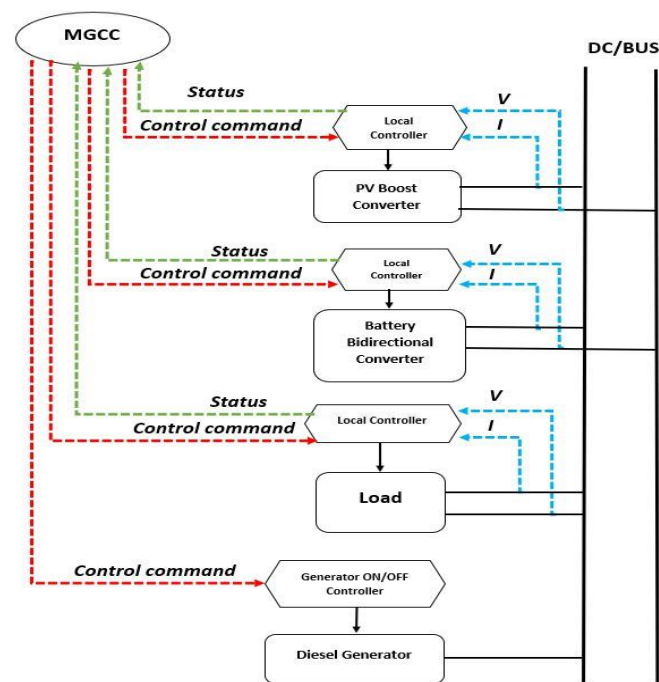 MGCC
DC/BUS
Status
Control command
Local
Controller
V
I
PV Boost
Converter
Status
Control command
Local
Controller
V
I
Battery
Bidirectional
Converter
Status
Control command
Local Controller
V
I
Load
Control command
Generator ON/OFF
Controller
Diesel Generator